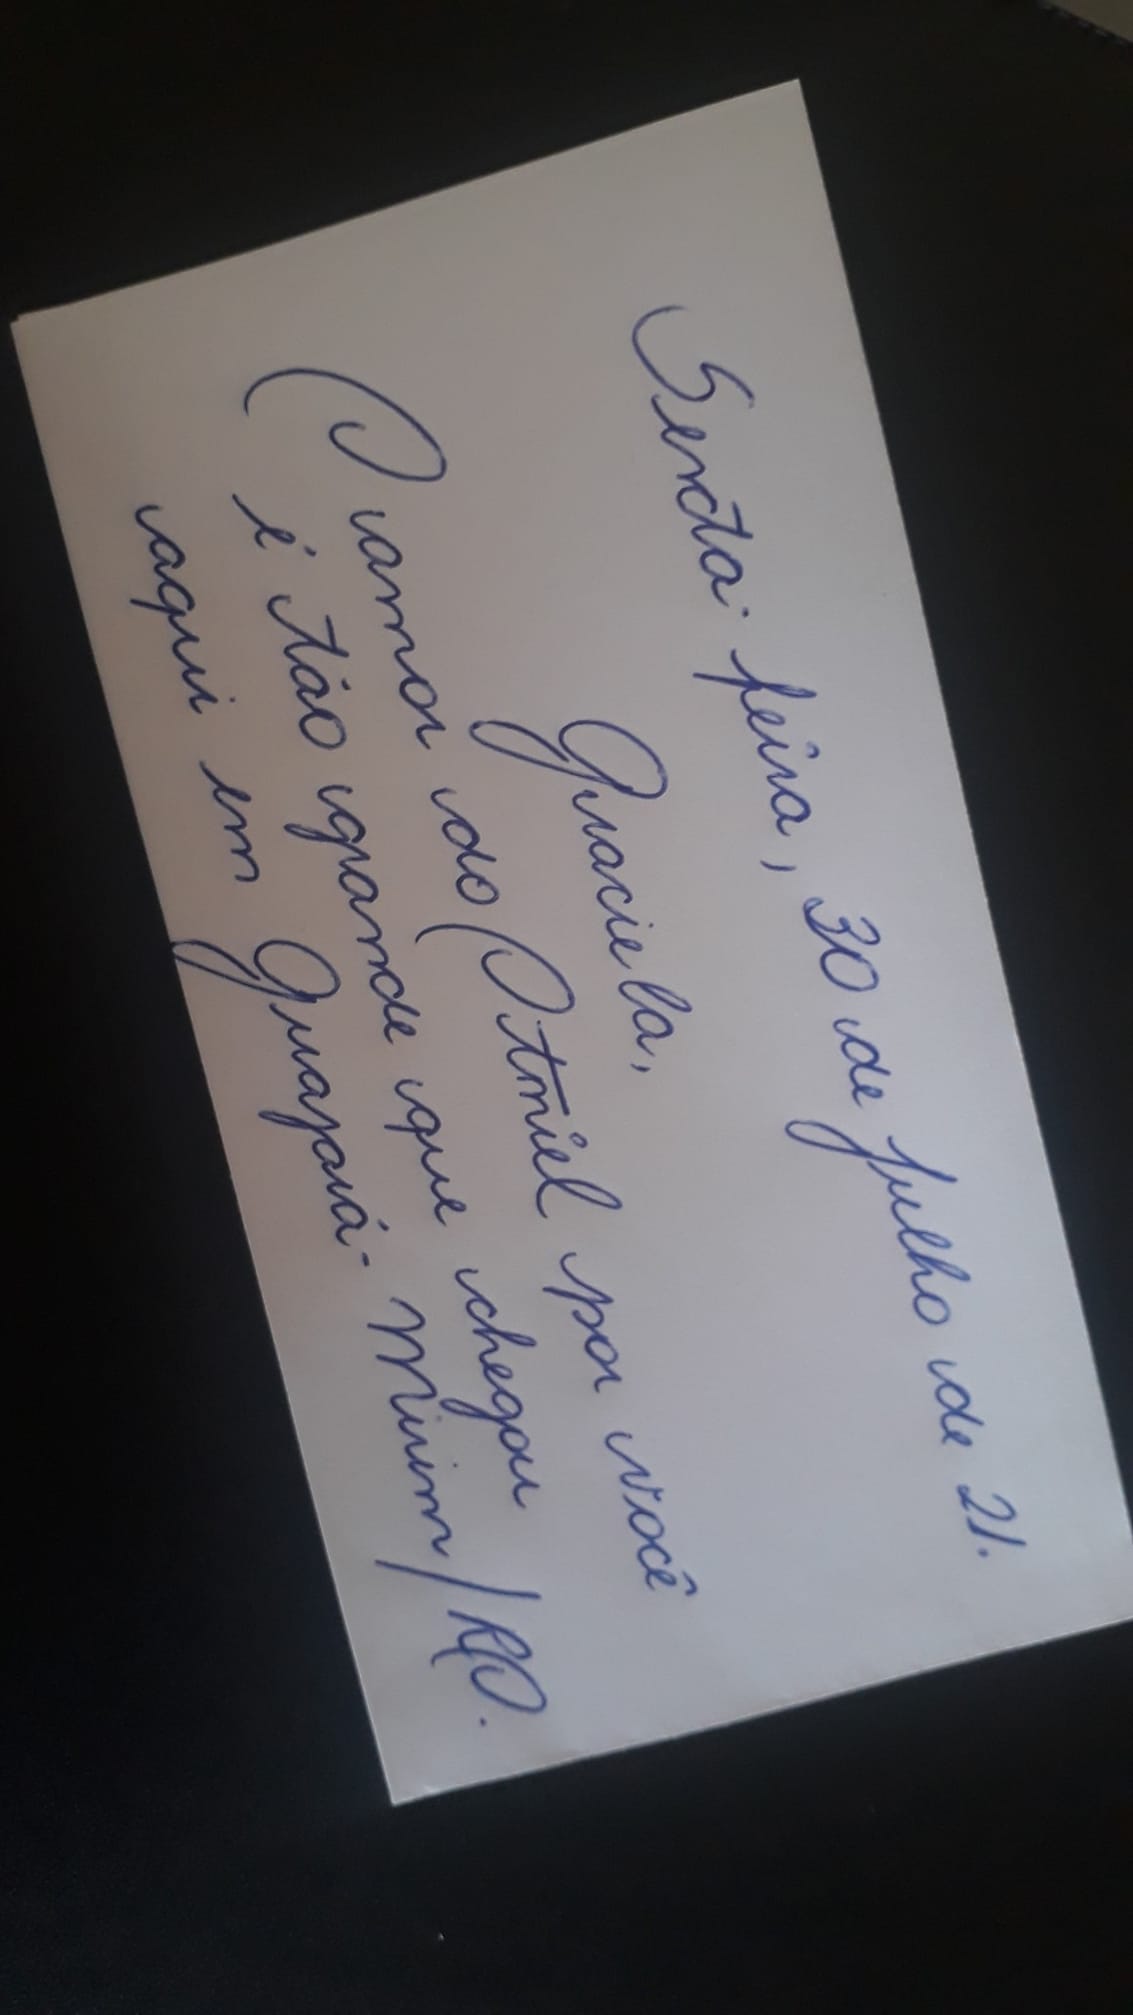 Sexta-feira, 30 de julho de 21.
Graciela,
O amor do Otniel por você
é tão grande que chegou
aqui em Guajará-Mirim/RO.